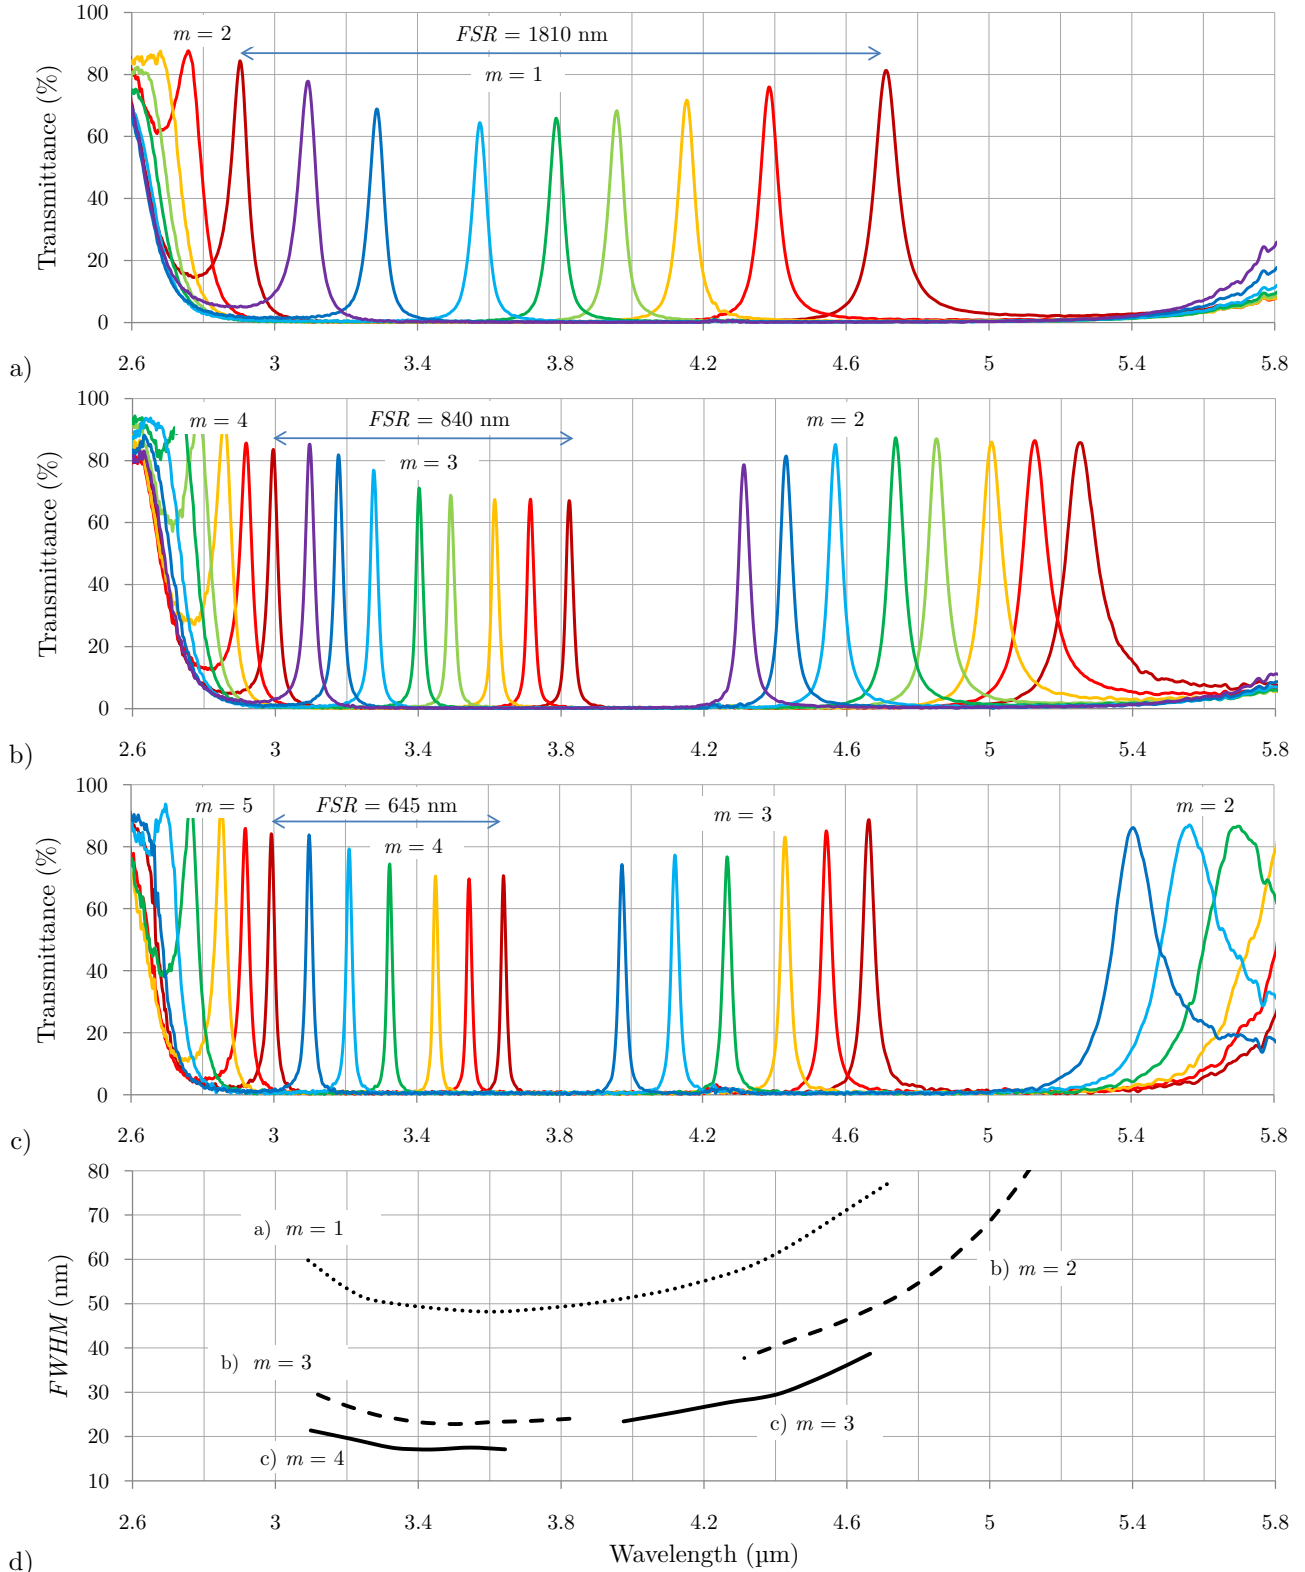 100
80
60
40
20
0
Transmittance (%)
m = 2
FSR = 1810 nm
m = 1
2.6 3 3.4 3.8 4.2 4.6 5 5.4 5.8
a)
100
80
60
40
20
0
Transmittance (%)
m = 4
FSR = 840 nm
m = 3
m = 2
2.6 3 3.4 3.8 4.2 4.6 5 5.4 5.8
b)
100
80
60
40
20
0
Transmittance (%)
m = 5
FSR = 645 nm
m = 4
m = 3
m = 2
2.6 3 3.4 3.8 4.2 4.6 5 5.4 5.8
c)
80
70
60
50
40
30
20
10
FWHM (nm)
a) m = 1
b) m = 2
b) m = 3
c) m = 3
c) m = 4
2.6 3 3.4 3.8 4.2 4.6 5 5.4 5.8
Wavelength (µm)
d)